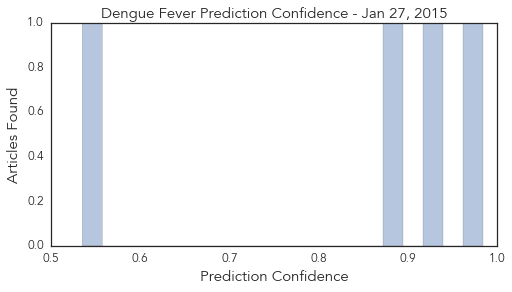 Dengue Fever Prediction Confidence - Jan 27, 2015
1.0
0.8
0.6
0.4
0.2
0.0
Articles Found
0.5 0.6 0.7 0.8 0.9 1.0
Prediction Confidence